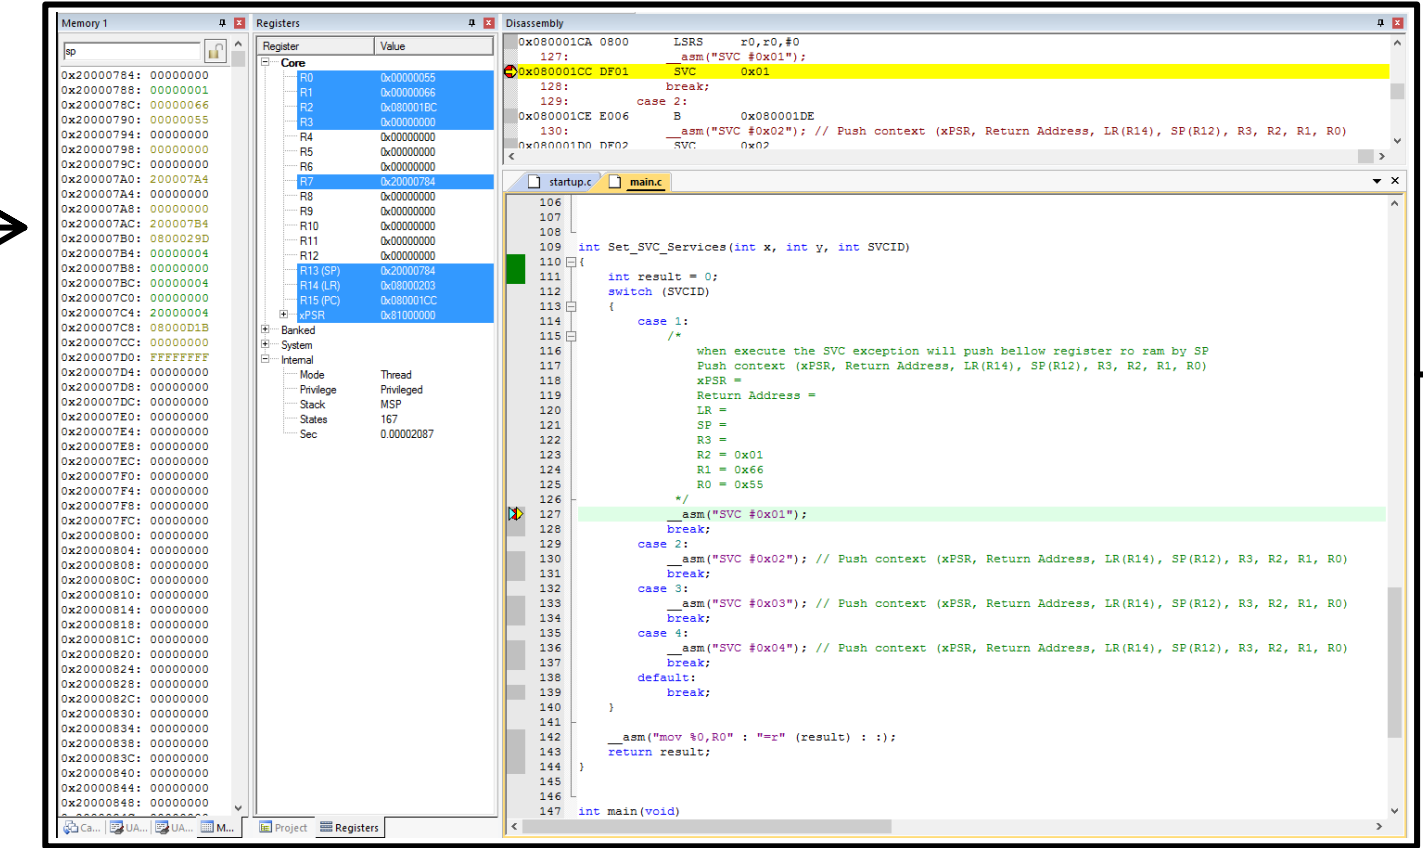 Memory 1
sp
0x20000784: 00000000
0x20000788: 00000001
0x2000078C: 00000066
0x20000790: 00000055
0x20000794: 00000000
0x20000798: 00000000
0x2000079C: 00000000
0x200007A0: 200007A4
0x200007A4: 00000000
0x200007A8: 00000000
0x200007AC: 200007B4
0x200007B0: 0800029D
0x200007B4: 00000004
0x200007B8: 00000000
0x200007BC: 00000004
0x200007C0: 00000000
0x200007C4: 20000004
0x200007C8: 08000D1B
0x200007CC: 00000000
0x200007D0: FFFFFFFF
0x200007D4: 00000000
0x200007D8: 00000000
0x200007DC: 00000000
0x200007E0: 00000000
0x200007E4: 00000000
0x200007E8: 00000000
0x200007EC: 00000000
0x200007F0: 00000000
0x200007F4: 00000000
0x200007F8: 00000000
0x200007FC: 00000000
0x20000800: 00000000
0x20000804: 00000000
0x20000808: 00000000
0x2000080C: 00000000
0x20000810: 00000000
0x20000814: 00000000
0x20000818: 00000000
0x2000081C: 00000000
0x20000820: 00000000
0x20000824: 00000000
0x20000828: 00000000
0x2000082C: 00000000
0x20000830: 00000000
0x20000834: 00000000
0x20000838: 00000000
0x2000083C: 00000000
0x20000840: 00000000
0x20000844: 00000000
0x20000848: 00000000
Ca... UA... UA... M...
Registers
Register Value
Core
R0 0x00000055
R1 0x00000066
R2 0x080001BC
R3 0x00000000
R4 0x00000000
R5 0x00000000
R6 0x00000000
R7 0x20000784
R8 0x00000000
R9 0x00000000
R10 0x00000000
R11 0x00000000
R12 0x00000000
R13 (SP) 0x20000784
R14 (LR) 0x08000203
R15 (PC) 0x080001CC
xPSR 0x81000000
Banked
System
Internal
Mode Thread
Privilege Privileged
Stack MSP
States 167
Sec 0.00002087
Project Registers
Disassembly
0x080001CA 0800 LSRS r0,r0,#0
127: __asm("SVC #0x01");
0x080001CC DF01 SVC 0x01
128: break;
129: case 2:
0x080001CE E006 B 0x080001DE
130: __asm("SVC #0x02"); // Push context (xPSR, Return Address, LR(R14), SP(R12), R3, R2, R1, R0)
0x080001D0 DF02 SVC 0x02
startup.c main.c
106
107
108
109 int Set_SVC_Services(int x, int y, int SVCID)
110 {
111 int result = 0;
112 switch (SVCID)
113 {
114 case 1:
115 /*
116 when execute the SVC exception will push bellow register ro ram by SP
117 Push context (xPSR, Return Address, LR(R14), SP(R12), R3, R2, R1, R0)
118 xPSR =
119 Return Address =
120 LR =
121 SP =
122 R3 =
123 R2 = 0x01
124 R1 = 0x66
125 R0 = 0x55
126 */
127 __asm("SVC #0x01");
128 break;
129 case 2:
130 __asm("SVC #0x02"); // Push context (xPSR, Return Address, LR(R14), SP(R12), R3, R2, R1, R0)
131 break;
132 case 3:
133 __asm("SVC #0x03"); // Push context (xPSR, Return Address, LR(R14), SP(R12), R3, R2, R1, R0)
134 break;
135 case 4:
136 __asm("SVC #0x04"); // Push context (xPSR, Return Address, LR(R14), SP(R12), R3, R2, R1, R0)
137 break;
138 default:
139 break;
140 }
141
142 __asm("mov %0,R0" : "=r" (result) : :);
143 return result;
144 }
145
146
147 int main(void)